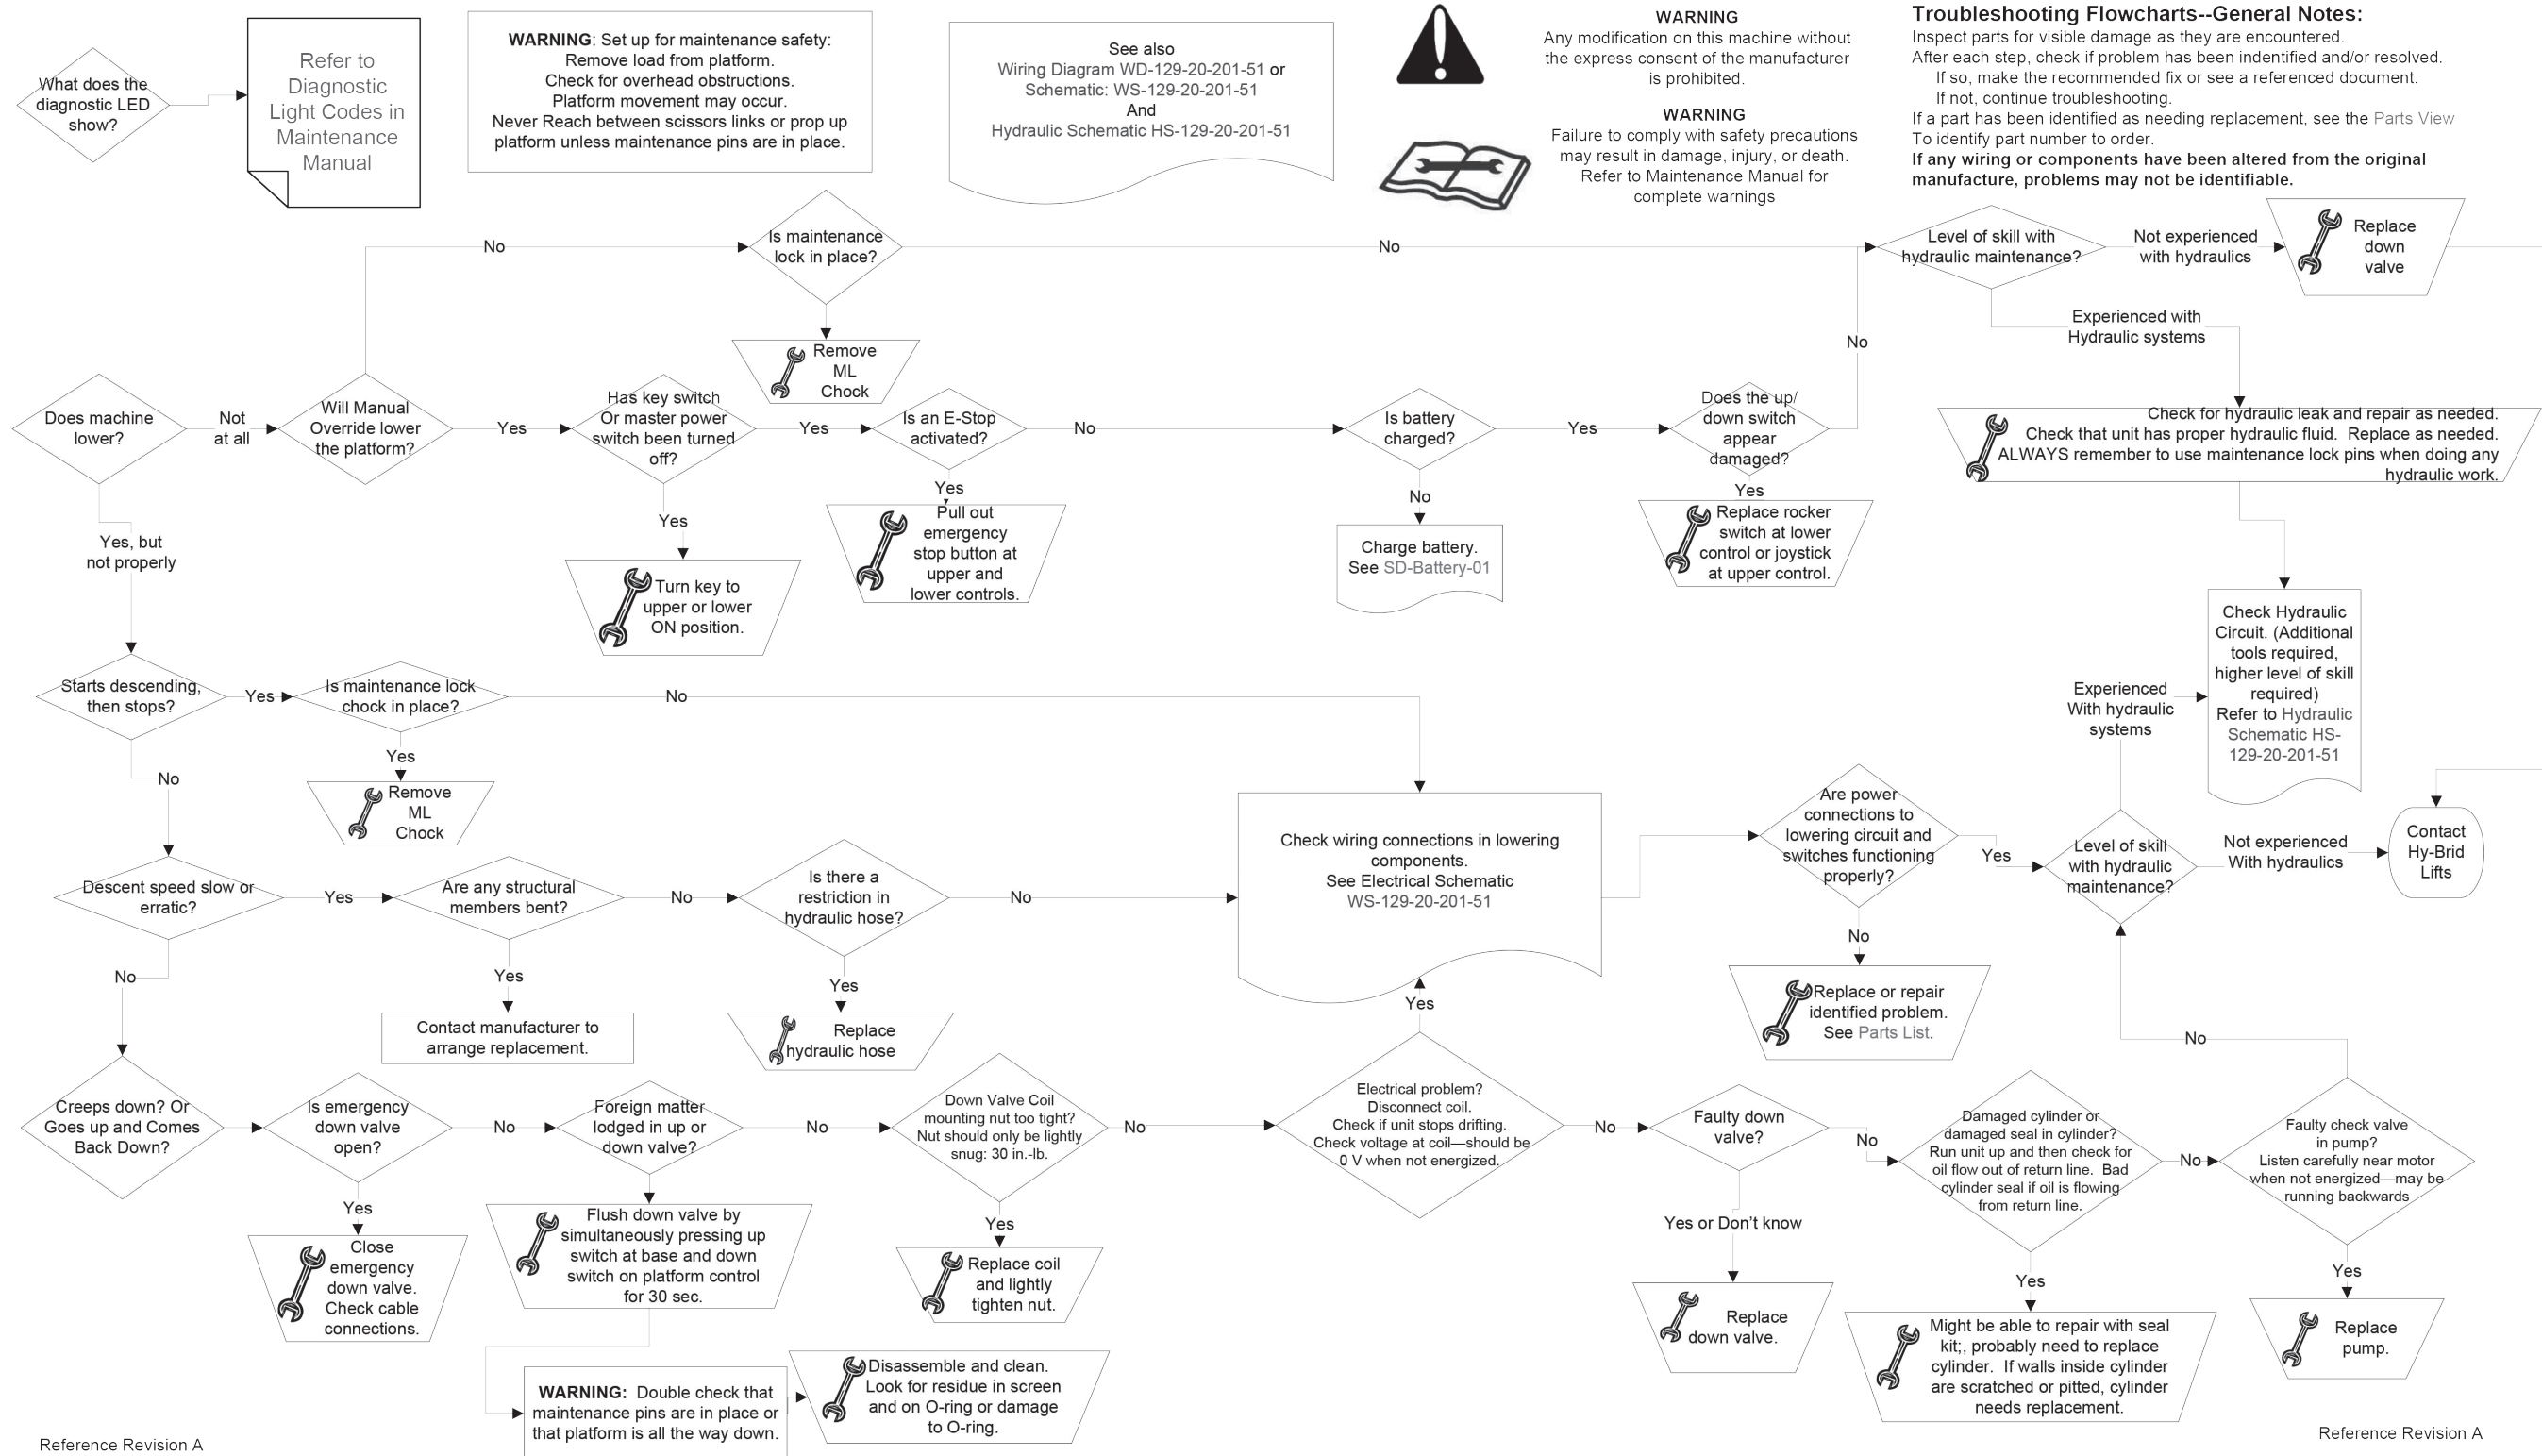 What does the
diagnostic LED
show?
Refer to
Diagnostic
Light Codes in
Maintenance
Manual
WARNING: Set up for maintenance safety:
Remove load from platform.
Check for overhead obstructions.
Platform movement may occur.
Never Reach between scissors links or prop up
platform unless maintenance pins are in place.
See also
Wiring Diagram WD-129-20-201-51 or
Schematic: WS-129-20-201-51
And
Hydraulic Schematic HS-129-20-201-51
WARNING
Any modification on this machine without
the express consent of the manufacturer
is prohibited.
WARNING
Failure to comply with safety precautions
may result in damage, injury, or death.
Refer to Maintenance Manual for
complete warnings
Troubleshooting Flowcharts--General Notes:
Inspect parts for visible damage as they are encountered.
After each step, check if problem has been indentified and/or resolved.
If so, make the recommended fix or see a referenced document.
If not, continue troubleshooting.
If a part has been identified as needing replacement, see the Parts View
To identify part number to order.
If any wiring or components have been altered from the original
manufacture, problems may not be identifiable.
No
Is maintenance
lock in place?
No
Level of skill with
hydraulic maintenance?
Not experienced
with hydraulics
Replace
down
valve
Remove
ML
Chock
Experienced with
Hydraulic systems
No
Does machine
lower?
Not
at all
Will Manual
Override lower
the platform?
Yes
Has key switch
Or master power
switch been turned
off?
Yes
Is an E-Stop
activated?
No
Is battery
charged?
Yes
Does the up/
down switch
appear
damaged?
Check for hydraulic leak and repair as needed.
Check that unit has proper hydraulic fluid. Replace as needed.
ALWAYS remember to use maintenance lock pins when doing any
hydraulic work.
Yes, but
not properly
Yes
Turn key to
upper or lower
ON position.
Yes
Pull out
emergency
stop button at
upper and
lower controls.
No
Charge battery.
See SD-Battery-01
Yes
Replace rocker
switch at lower
control or joystick
at upper control.
Check Hydraulic
Circuit. (Additional
tools required,
higher level of skill
required)
Refer to Hydraulic
Schematic HS-
129-20-201-51
Starts descending,
then stops?
Yes
Is maintenance lock
chock in place?
No
Yes
Remove
ML
Chock
No
Experienced
With hydraulic
systems
Descent speed slow or
erratic?
Yes
Are any structural
members bent?
No
Is there a
restriction in
hydraulic hose?
No
Check wiring connections in lowering
components.
See Electrical Schematic
WS-129-20-201-51
Are power
connections to
lowering circuit and
switches functioning
properly?
Yes
Level of skill
with hydraulic
maintenance?
Not experienced
With hydraulics
Contact
Hy-Brid
Lifts
No
Yes
Contact manufacturer to
arrange replacement.
Yes
Replace
hydraulic hose
Yes
No
Replace or repair
identified problem.
See Parts List.
No
Creeps down? Or
Goes up and Comes
Back Down?
Is emergency
down valve
open?
No
Foreign matter
lodged in up or
down valve?
No
Down Valve Coil
mounting nut too tight?
Nut should only be lightly
snug: 30 in.-lb.
No
Electrical problem?
Disconnect coil.
Check if unit stops drifting.
Check voltage at coil—should be
0 V when not energized.
No
Faulty down
valve?
No
Damaged cylinder or
damaged seal in cylinder?
Run unit up and then check for
oil flow out of return line. Bad
cylinder seal if oil is flowing
from return line.
No
Faulty check valve
in pump?
Listen carefully near motor
when not energized—may be
running backwards
Yes
Close
emergency
down valve.
Check cable
connections.
Flush down valve by
simultaneously pressing up
switch at base and down
switch on platform control
for 30 sec.
Yes
Replace coil
and lightly
tighten nut.
Yes or Don't know
Replace
down valve.
Yes
Might be able to repair with seal
kit;, probably need to replace
cylinder. If walls inside cylinder
are scratched or pitted, cylinder
needs replacement.
Yes
Replace
pump.
WARNING: Double check that
maintenance pins are in place or
that platform is all the way down.
Disassemble and clean.
Look for residue in screen
and on O-ring or damage
to O-ring.
Reference Revision A
Reference Revision A